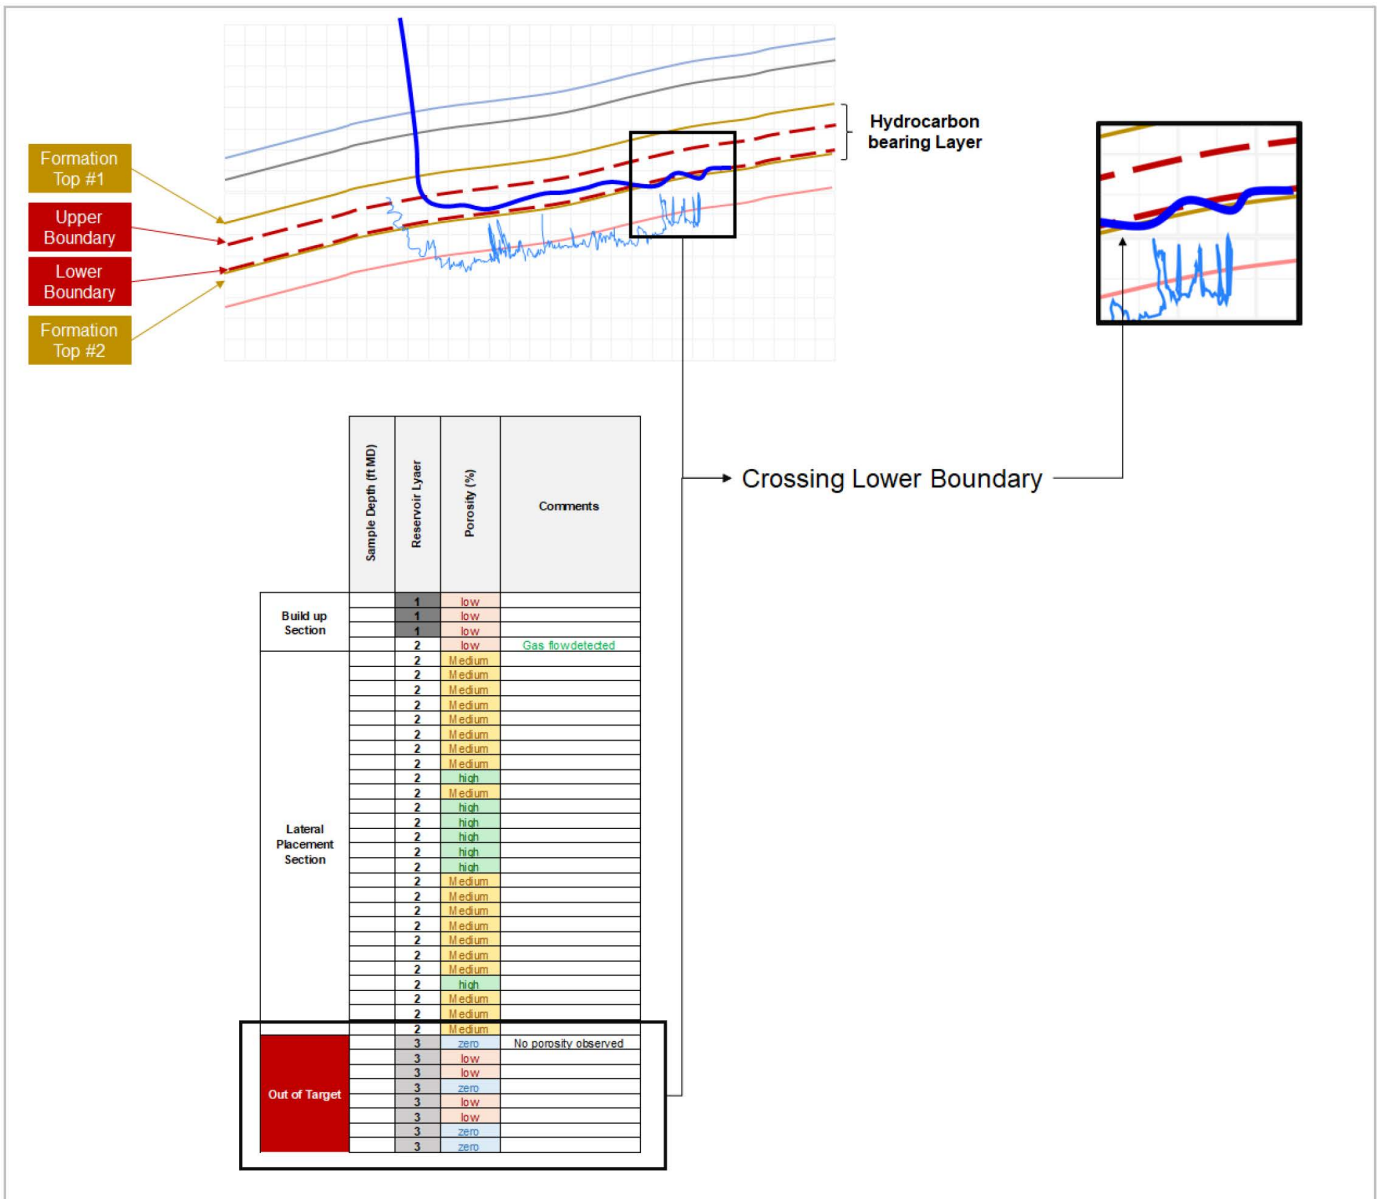 Formation
Top #1
Upper
Boundary
Lower
Boundary
Formation
Top #2
Hydrocarbon
bearing Layer
Crossing Lower Boundary
Sample Depth (ft MD)
Reservoir Lyaer
Porosity (%)
Comments
Build up
Section
1 low
1 low
1 low
2 low Gas flow detected
Lateral
Placement
Section
2 Medium
2 Medium
2 Medium
2 Medium
2 Medium
2 Medium
2 Medium
2 Medium
2 high
2 Medium
2 high
2 high
2 high
2 high
2 high
2 Medium
2 Medium
2 Medium
2 Medium
2 Medium
2 Medium
2 Medium
2 high
2 Medium
2 Medium
2 Medium
Out of Target
3 zero No porosity observed
3 low
3 low
3 zero
3 low
3 low
3 zero
3 zero